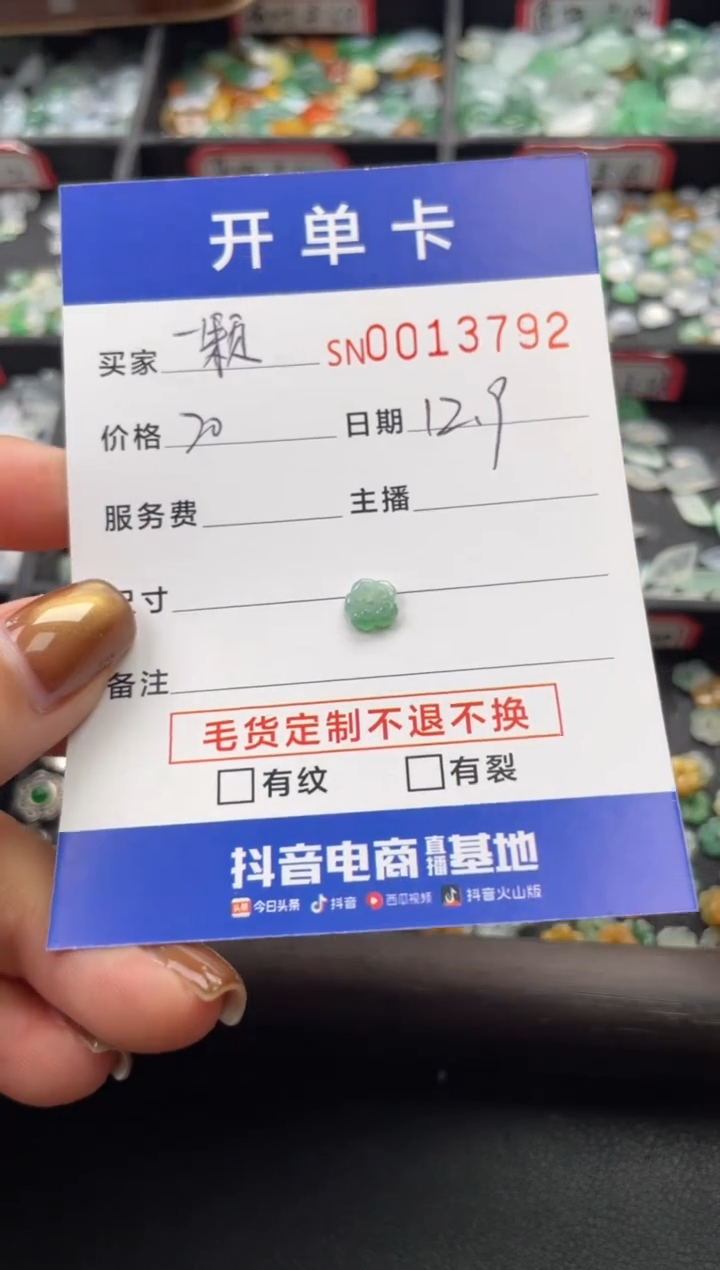 开单卡
买家 一颗 SN0013792
价格 20 日期 12.9
服务费 主播
尺寸
备注
毛货定制不退不换
有纹 有裂
抖音电商直播基地
头条 今日头条 抖音 西瓜视频 抖音火山版